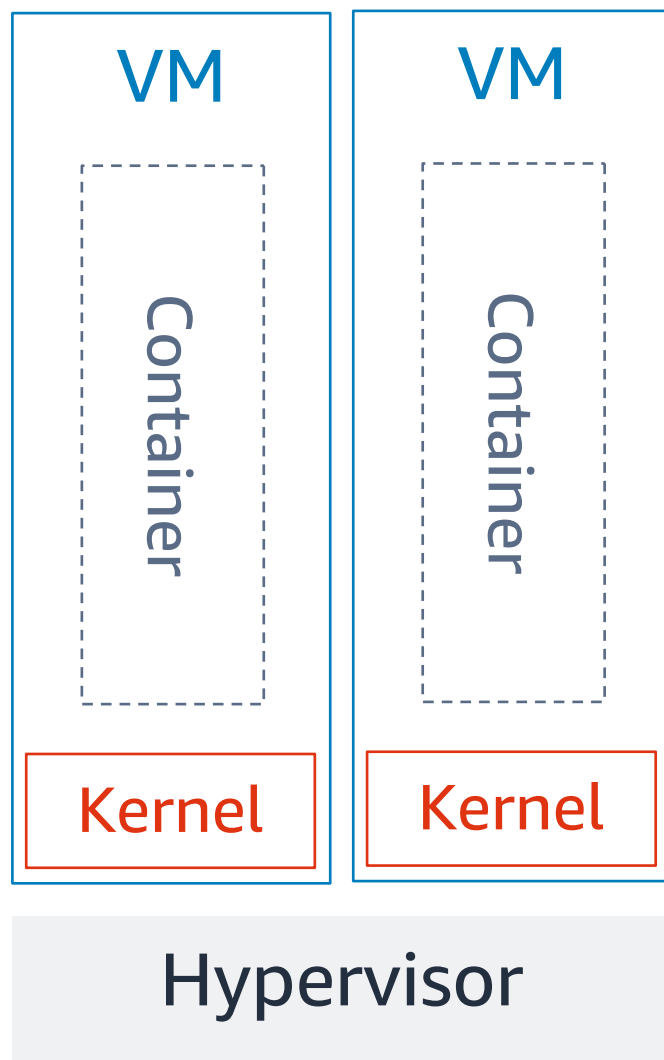 VM
Container
Kernel
VM
Container
Kernel
Hypervisor